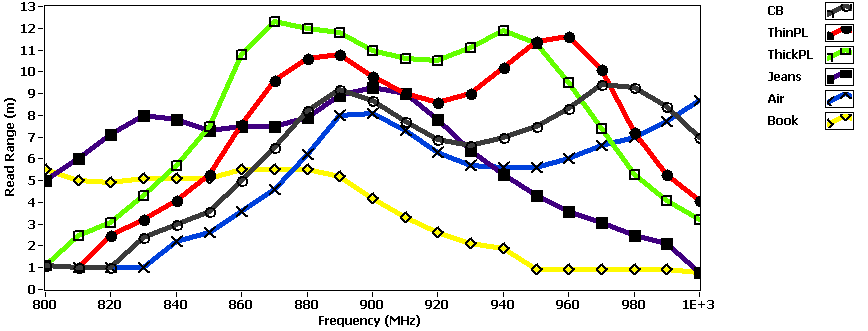 13
12
11
10
9
8
7
6
5
4
3
2
1
0
Read Range (m)
800 820 840 860 880 900 920 940 960 980 1E+3
Frequency (MHz)
CB
ThinPL
ThickPL
Jeans
Air
Book